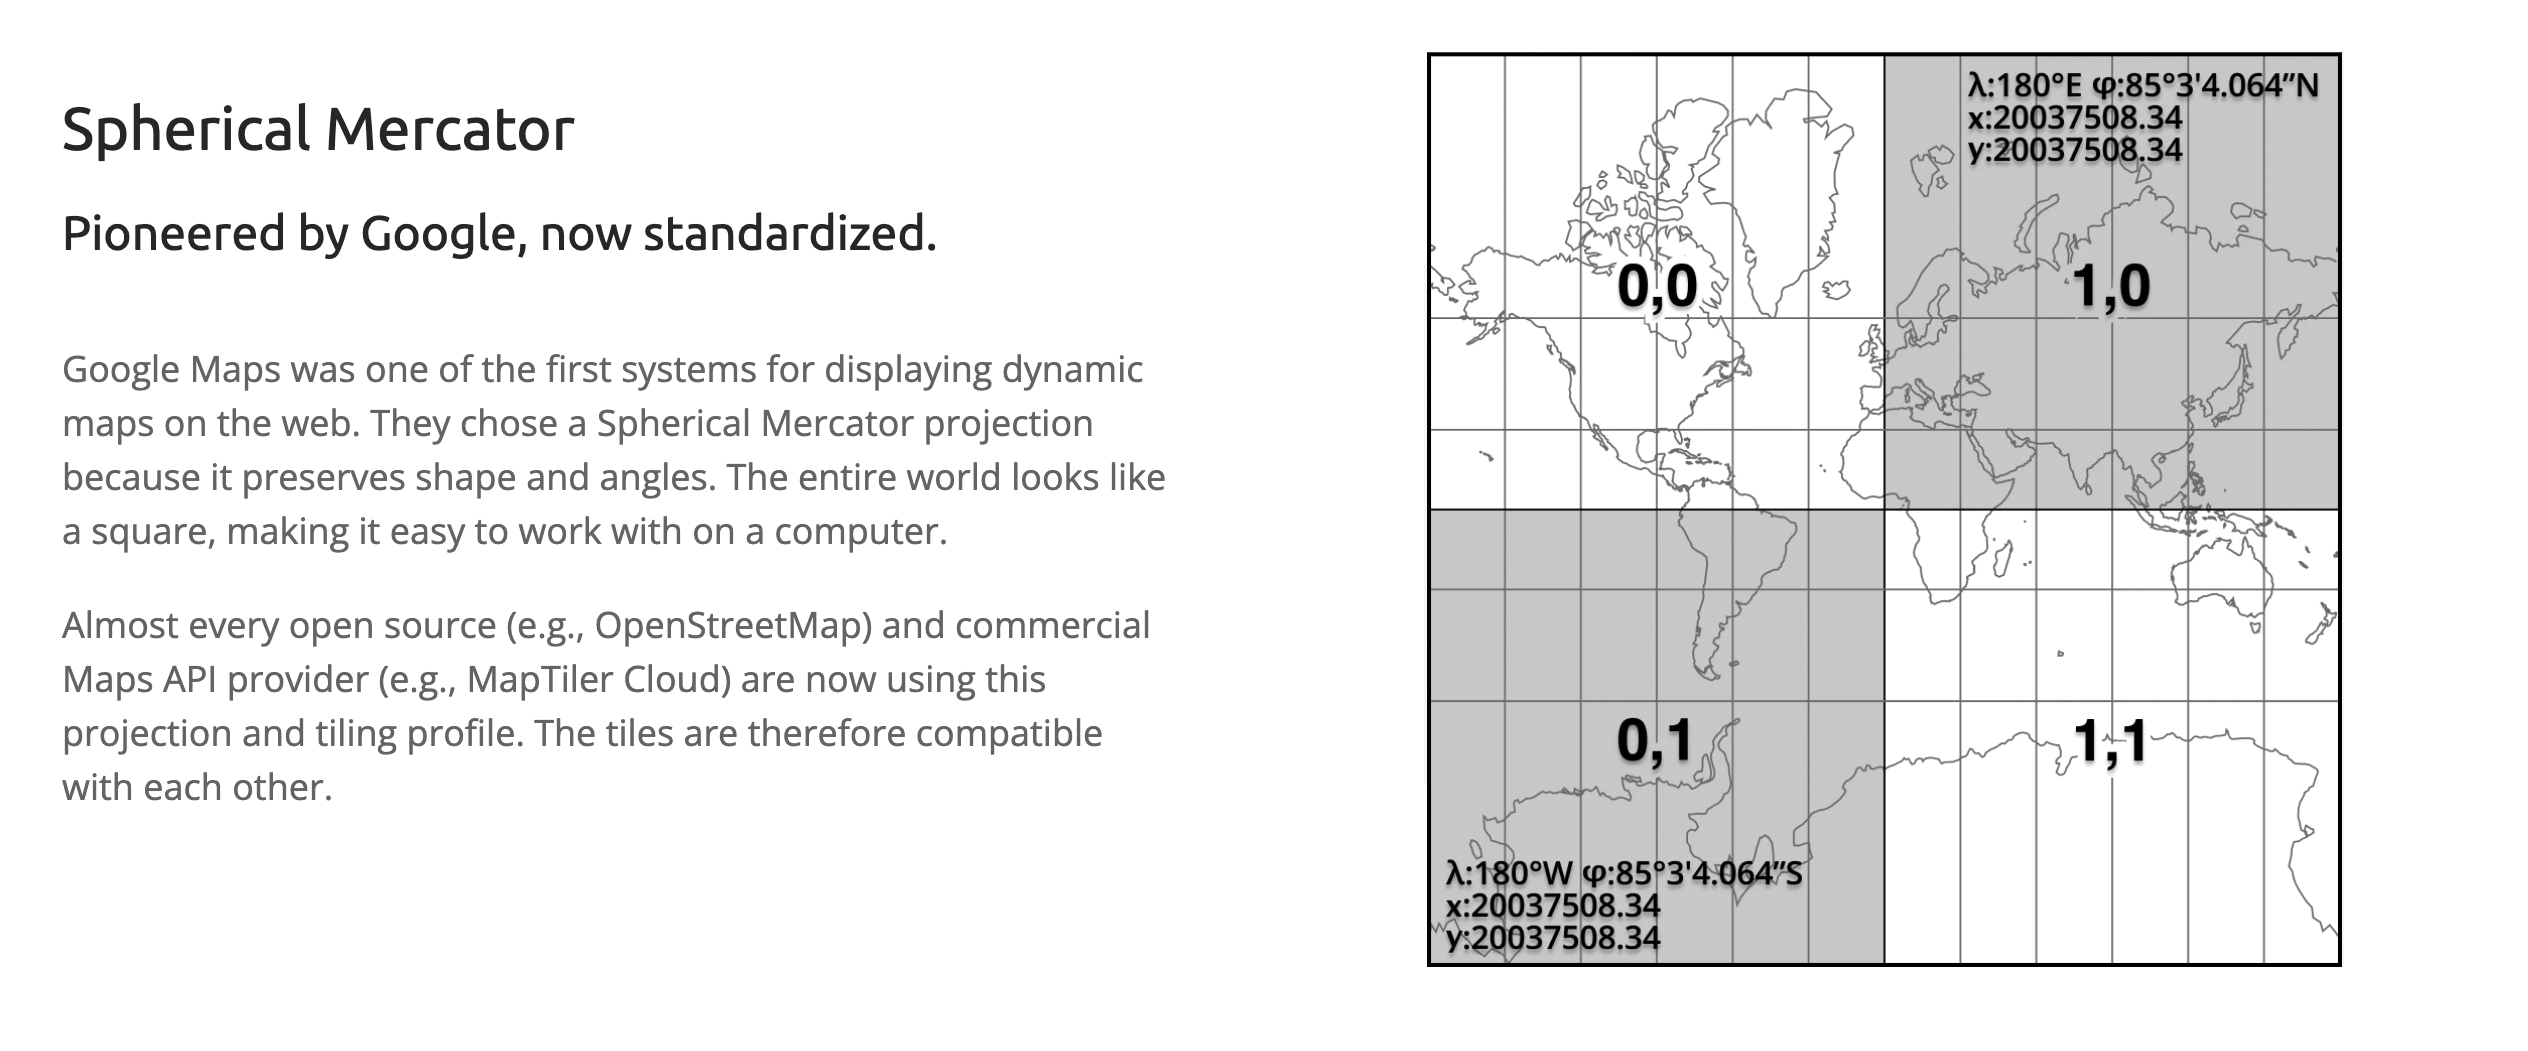 Spherical Mercator
Pioneered by Google, now standardized.
Google Maps was one of the first systems for displaying dynamic
maps on the web. They chose a Spherical Mercator projection
because it preserves shape and angles. The entire world looks like
a square, making it easy to work with on a computer.
Almost every open source (e.g., OpenStreetMap) and commercial
Maps API provider (e.g., MapTiler Cloud) are now using this
projection and tiling profile. The tiles are therefore compatible
with each other.
λ:180°E φ:85°3'4.064”N
x:20037508.34
y:20037508.34
0,0
1,0
0,1
1,1
λ:180°W φ:85°3'4.064”S
x:20037508.34
y:20037508.34